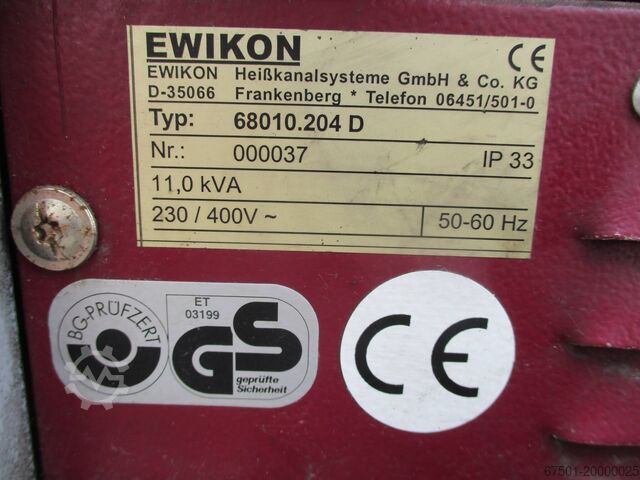 EWIKON CE
EWIKON Heißkanalsysteme GmbH & Co. KG
D-35066 Frankenberg * Telefon 06451/501-0
Typ: 68010.204 D
Nr.: 000037 IP 33
11,0 kVA
230 / 400V ~ 50-60 Hz
BG-PRÜFZERT
ET
03199
GS
geprüfte
Sicherheit
CE
67501-20000025